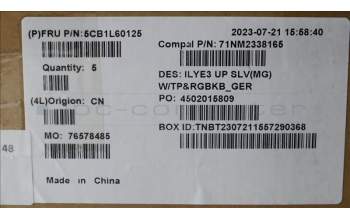 2023-07-21 15:58:40
(P)FRU P/N:5CB1L60125
Compal P/N:71NM2338165
Quantity: 5
DES: ILYE3 UP SLV(MG)
W/TP&RGBKB_GER
(4L)Origion: CN
PO: 4502015809
MO: 76578485
BOX ID:TNBT2307211557290368
48
Made in China